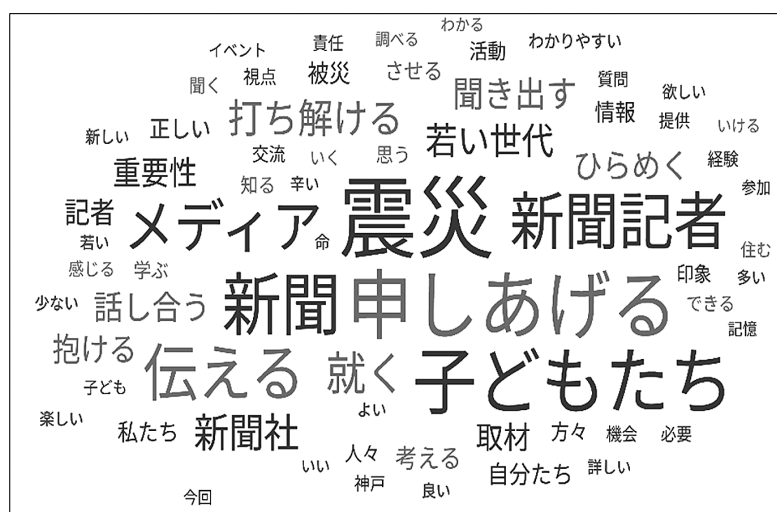 わかる
イベント 責任 調べる 活動 わかりやすい
聞く 視点 被災 させる 聞き出す 質問 欲しい
新しい 正しい 打ち解ける 若い世代 情報 提供 いける
重要性 交流 いく 思う ひらめく 経験
知る 辛い 参加
記者 メディア 命 震災 新聞記者
若い 住む
感じる 学ぶ 印象 多い
少ない 話し合う 新聞 申しあげる できる
記憶
抱ける 伝える 就く 子どもたち
子ども
楽しい 私たち 新聞社 よい 取材 方々 機会 必要
いい 人々 考える 自分たち 詳しい
今回 神戸 良い